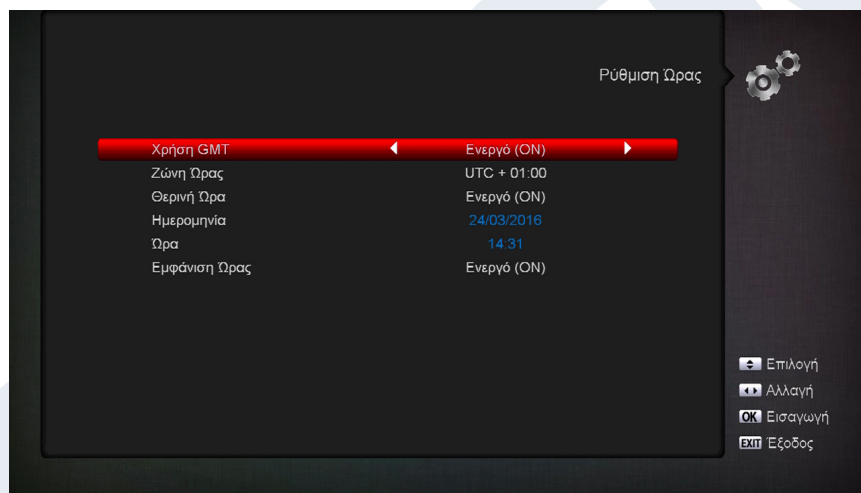 Ρύθμιση Ώρας
Χρήση GMT Ενεργό (ON)
Ζώνη Ώρας UTC + 01:00
Θερινή Ώρα Ενεργό (ON)
Ημερομηνία 24/03/2016
Ώρα 14:31
Εμφάνιση Ώρας Ενεργό (ON)
Επιλογή
Αλλαγή
OK Εισαγωγή
EXIT Έξοδος